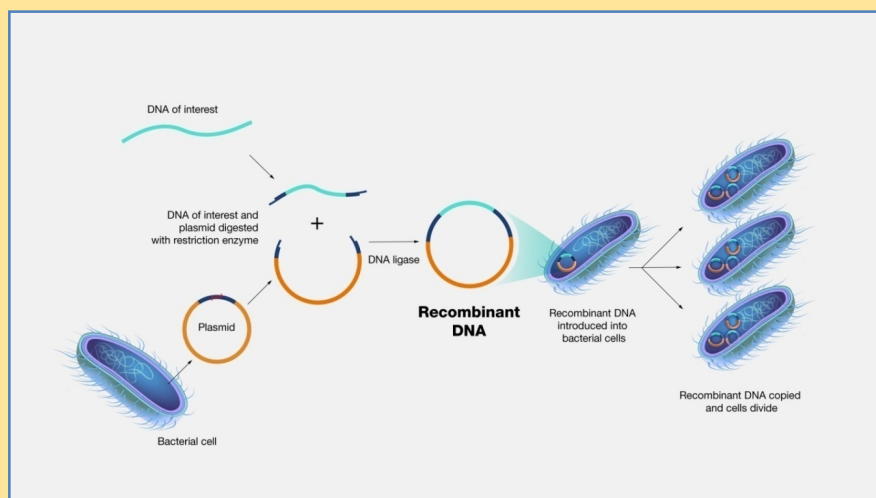 DNA of interest
DNA of interest and
plasmid digested
with restriction enzyme
+
Plasmid
Bacterial cell
DNA ligase
Recombinant
DNA
Recombinant DNA
introduced into
bacterial cells
Recombinant DNA copied
and cells divide